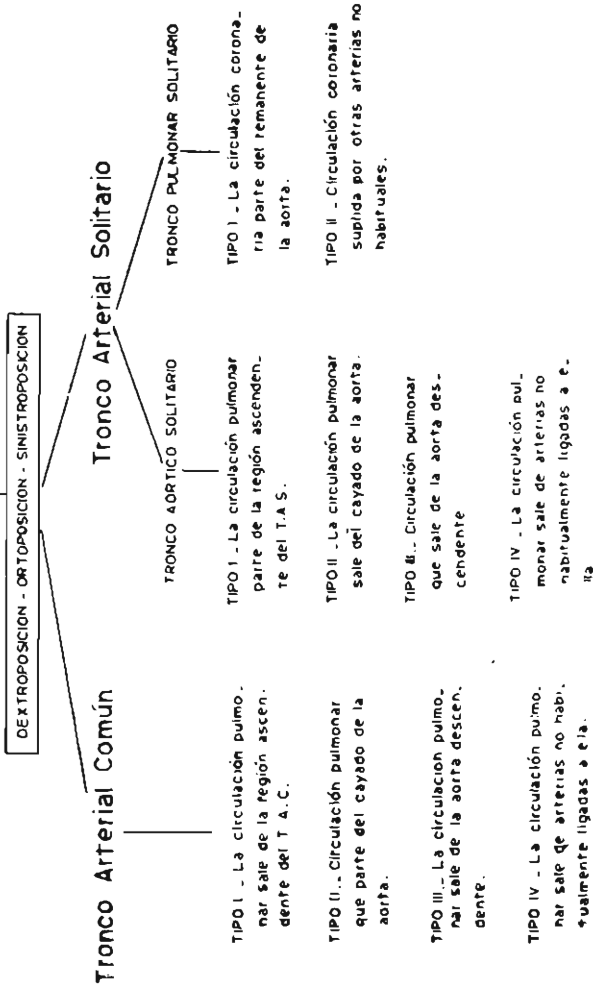 DEXTROPOSICION - ORTOPOSICION - SINISTROPOSICION
Tronco Arterial Común
TIPO I - La circulación pulmo-
nar sale de la región ascen-
dente del T.A.C.
TIPO II.- Circulación pulmonar
que parte del cayado de la
aorta.
TIPO III.- La circulacion pulmo-
nar sale de la aorta descen-
dente.
TIPO IV - La circulación pulmo-
nar sale de arterias no habi-
tualmente ligadas a ela.
Tronco Arterial Solitario
TRONCO AORTICO SOLITARIO
TIPO I - La circulación pulmonar
parte de la región ascenden-
te del T.A.S.
TIPO II - La circulación pulmonar
sale del cayado de la aorta.
TIPO III.- Circulación pulmonar
que sale de la aorta des-
cendente
TIPO IV - La circulación pul-
monar sale de arterias no
habitualmente ligadas a e-
lla
TRONCO PULMONAR SOLITARIO
TIPO I - La circulación corona-
ria parte del remanente de
la aorta.
TIPO II - Circulación coronaria
suplida por otras arterias no
habituales.